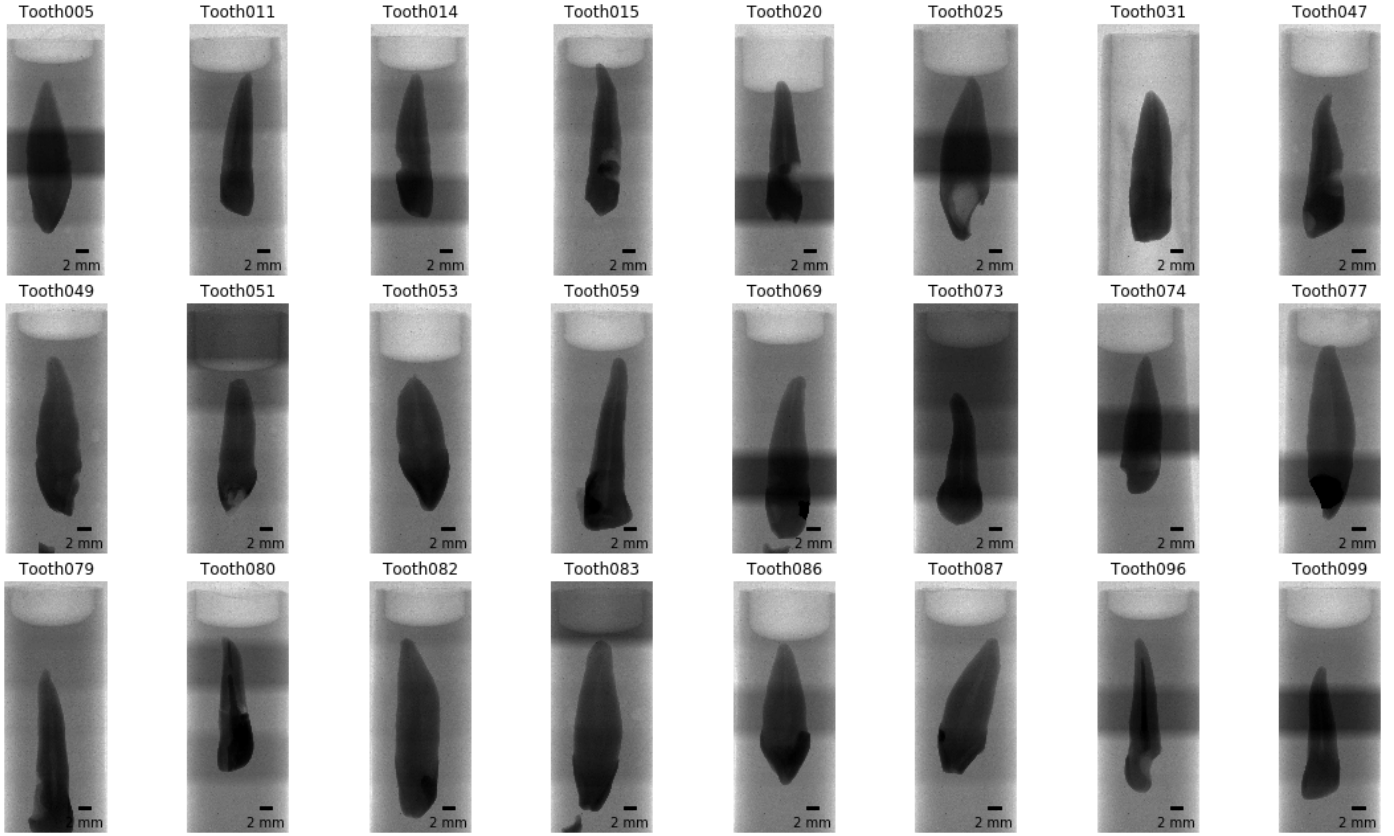 Tooth005 Tooth011 Tooth014 Tooth015 Tooth020 Tooth025 Tooth031 Tooth047
2 mm 2 mm 2 mm 2 mm 2 mm 2 mm 2 mm 2 mm
Tooth049 Tooth051 Tooth053 Tooth059 Tooth069 Tooth073 Tooth074 Tooth077
2 mm 2 mm 2 mm 2 mm 2 mm 2 mm 2 mm 2 mm
Tooth079 Tooth080 Tooth082 Tooth083 Tooth086 Tooth087 Tooth096 Tooth099
2 mm 2 mm 2 mm 2 mm 2 mm 2 mm 2 mm 2 mm